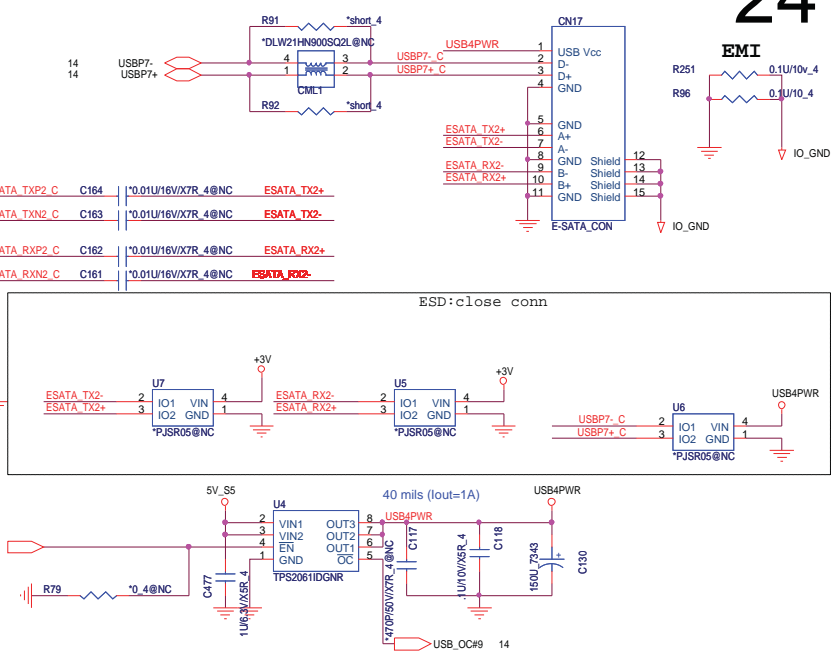 24
R91 *short_4
*DLW21HN900SQ2L@NC
14 USBP7-
14 USBP7+
4 3
1 2
CML1
USBP7-_C
USBP7+_C
R92 *short_4
CN17
USB4PWR
1 USB Vcc
2 D-
3 D+
4 GND
5 GND
ESATA_TX2+ 6 A+
ESATA_TX2- 7 A-
8 GND
ESATA_RX2- 9 B-
ESATA_RX2+ 10 B+
11 GND
Shield 12
Shield 13
Shield 14
Shield 15
E-SATA_CON
IO_GND
EMI
R251 0.1U/10v_4
R96 0.1U/10_4
IO_GND
ATA_TXP2_C C164 *0.01U/16V/X7R_4@NC ESATA_TX2+
ATA_TXN2_C C163 *0.01U/16V/X7R_4@NC ESATA_TX2-
ATA_RXP2_C C162 *0.01U/16V/X7R_4@NC ESATA_RX2+
ATA_RXN2_C C161 *0.01U/16V/X7R_4@NC ESATA_RX2-
ESD:close conn
+3V
U7
ESATA_TX2- 2 IO1 VIN 4
ESATA_TX2+ 3 IO2 GND 1
*PJSR05@NC
+3V
U5
ESATA_RX2- 2 IO1 VIN 4
ESATA_RX2+ 3 IO2 GND 1
*PJSR05@NC
USB4PWR
U6
USBP7-_C 2 IO1 VIN 4
USBP7+_C 3 IO2 GND 1
*PJSR05@NC
5V_S5
U4
40 mils (Iout=1A)
USB4PWR
2 VIN1 OUT3 8 USB4PWR
3 VIN2 OUT2 7
4 EN OUT1 6
1 GND OC 5
TPS2061IDGNR
R79 *0_4@NC
C477
1U/6.3V/X5R_4
C117
*470P/50V/X7R_4@NC
C118
.1U/10V/X5R_4
150U_7343
+
C130
USB_OC#9 14